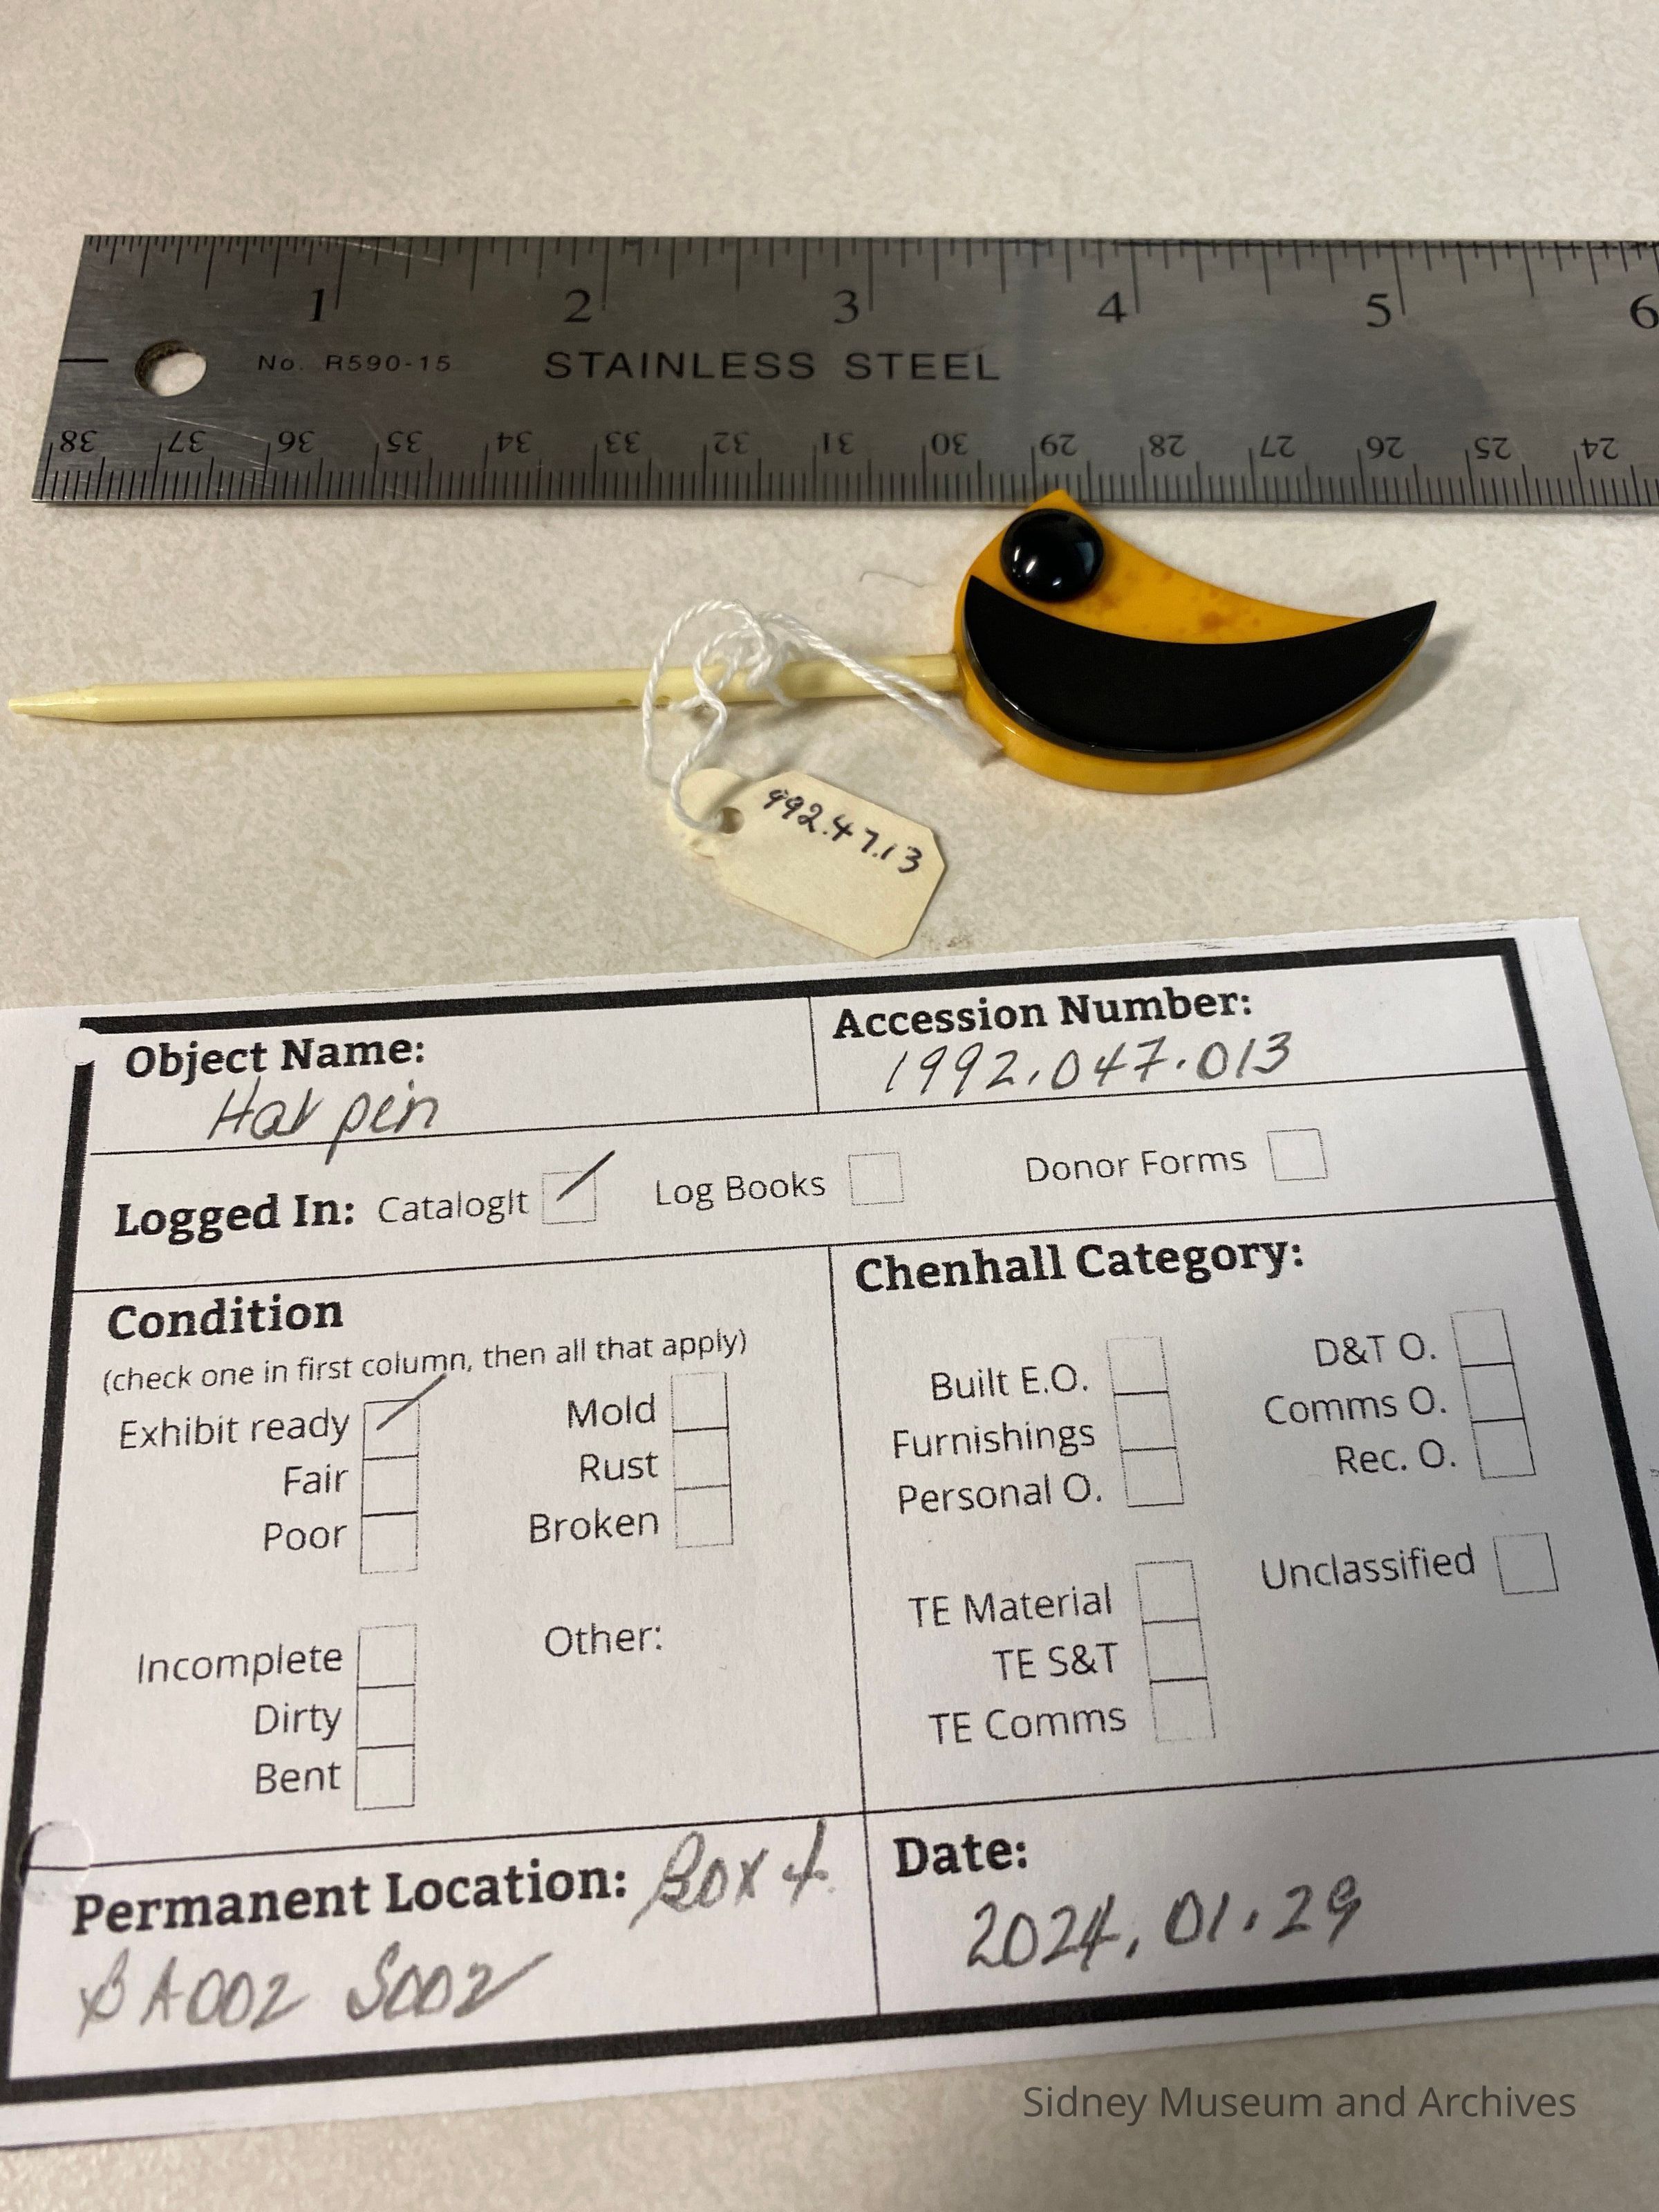 1 2 3 4 5 6
No. R590-15 STAINLESS STEEL
38 37 36 35 34 33 32 31 30 29 28 27 26 25 24
992.47.13
Object Name:
Hat pin
Accession Number:
1992.047.013
Logged In: CatalogIt Log Books Donor Forms
Condition
(check one in first column, then all that apply)
Exhibit ready Mold
Fair Rust
Poor Broken
Incomplete Other:
Dirty
Bent
Chenhall Category:
Built E.O. D&T O.
Furnishings Comms O.
Personal O. Rec. O.
TE Material Unclassified
TE S&T
TE Comms
Permanent Location: Box 4
BA002 S002
Date:
2024.01.29
Sidney Museum and Archives